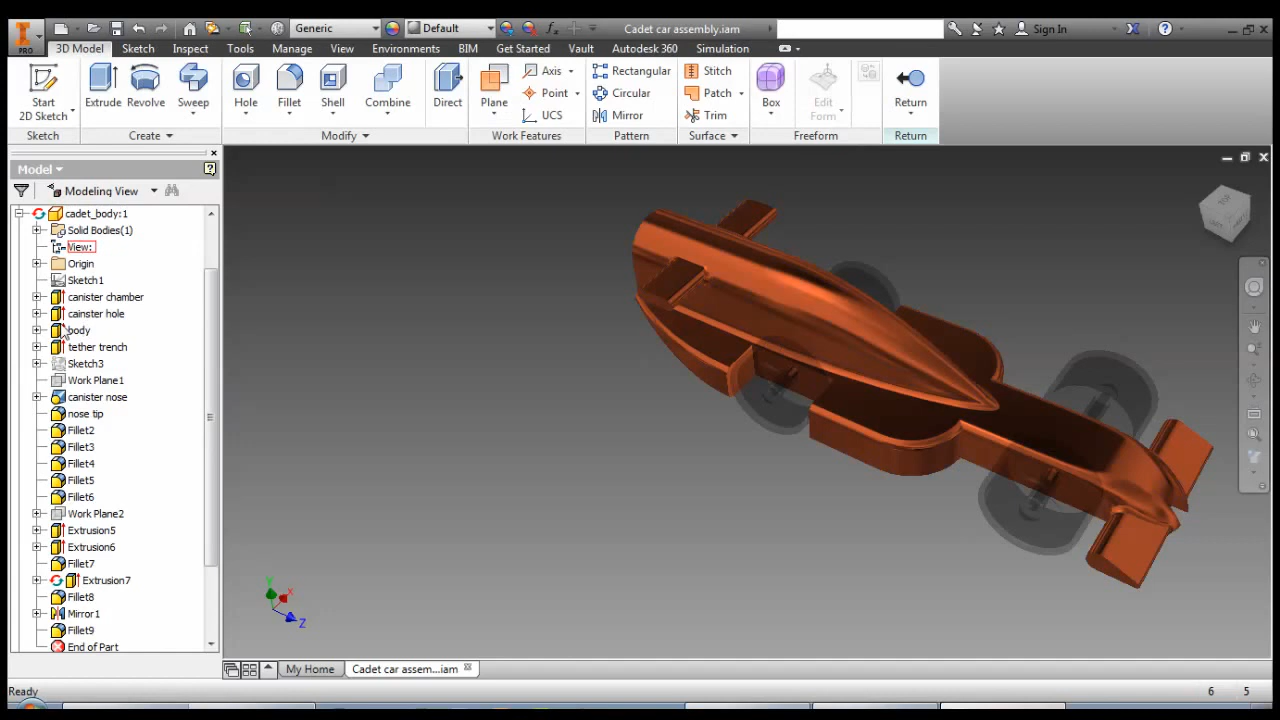 Generic
Default
Cadet car assembly.iam
Sign In
PRO
3D Model
Sketch
Inspect
Tools
Manage
View
Environments
BIM
Get Started
Vault
Autodesk 360
Simulation
Start
2D Sketch
Extrude
Revolve
Sweep
Hole
Fillet
Shell
Combine
Direct
Plane
Axis
Point
UCS
Rectangular
Circular
Mirror
Stitch
Patch
Trim
Box
Edit
Form
Return
Sketch
Create
Modify
Work Features
Pattern
Surface
Freeform
Return
Model
Modeling View
cadet_body:1
Solid Bodies(1)
View:
Origin
Sketch1
canister chamber
cainster hole
body
tether trench
Sketch3
Work Plane1
canister nose
nose tip
Fillet2
Fillet3
Fillet4
Fillet5
Fillet6
Work Plane2
Extrusion5
Extrusion6
Fillet7
Extrusion7
Fillet8
Mirror1
Fillet9
End of Part
Y
X
Z
My Home
Cadet car assem...iam
Ready
6
5